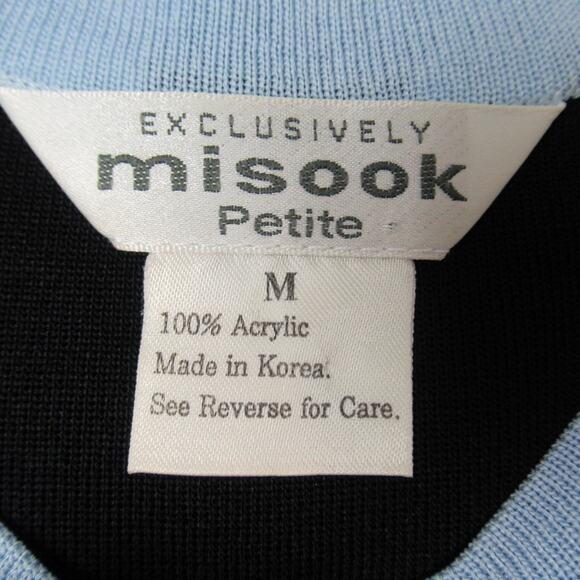 EXCLUSIVELY
misook
Petite
M
100% Acrylic
Made in Korea.
See Reverse for Care.